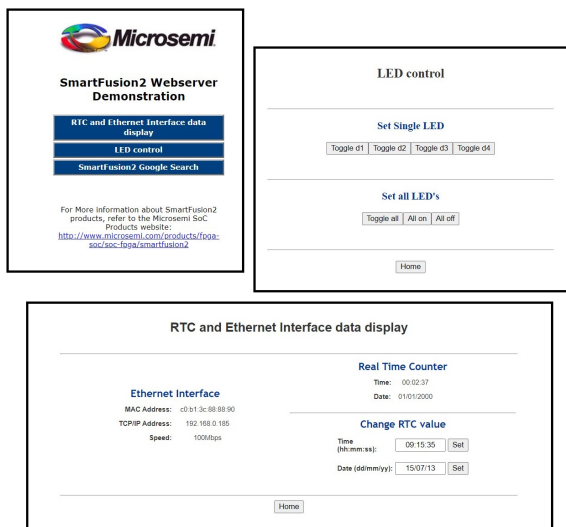 Microsemi
SmartFusion2 Webserver
Demonstration
RTC and Ethernet Interface data
display
LED control
SmartFusion2 Google Search
For More information about SmartFusion2
products, refer to the Microsemi SoC
Products website:
http://www.microsemi.com/products/fpga-
soc/soc-fpga/smartfusion2
LED control
Set Single LED
Toggle d1 Toggle d2 Toggle d3 Toggle d4
Set all LED's
Toggle all All on All off
Home
RTC and Ethernet Interface data display
Ethernet Interface
MAC Address: c0:b1:3c:88:88:90
TCP/IP Address: 192.168.0.185
Speed: 100Mbps
Real Time Counter
Time: 00:02:37
Date: 01/01/2000
Change RTC value
Time
(hh:mm:ss): 09:15:35 Set
Date (dd/mm/yy): 15/07/13 Set
Home